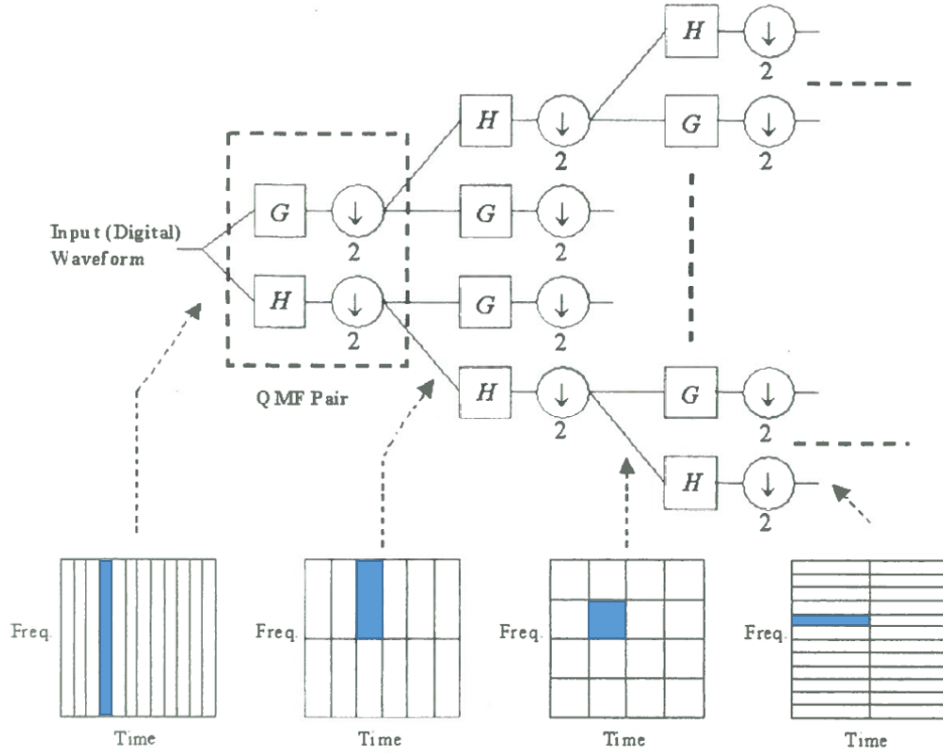 H
2
H
G
2
2
G
G
2
2
Input (Digital)
Waveform
H
G
2
2
QMF Pair
H
G
2
2
H
2
Freq.
Freq.
Freq.
Freq.
Time
Time
Time
Time